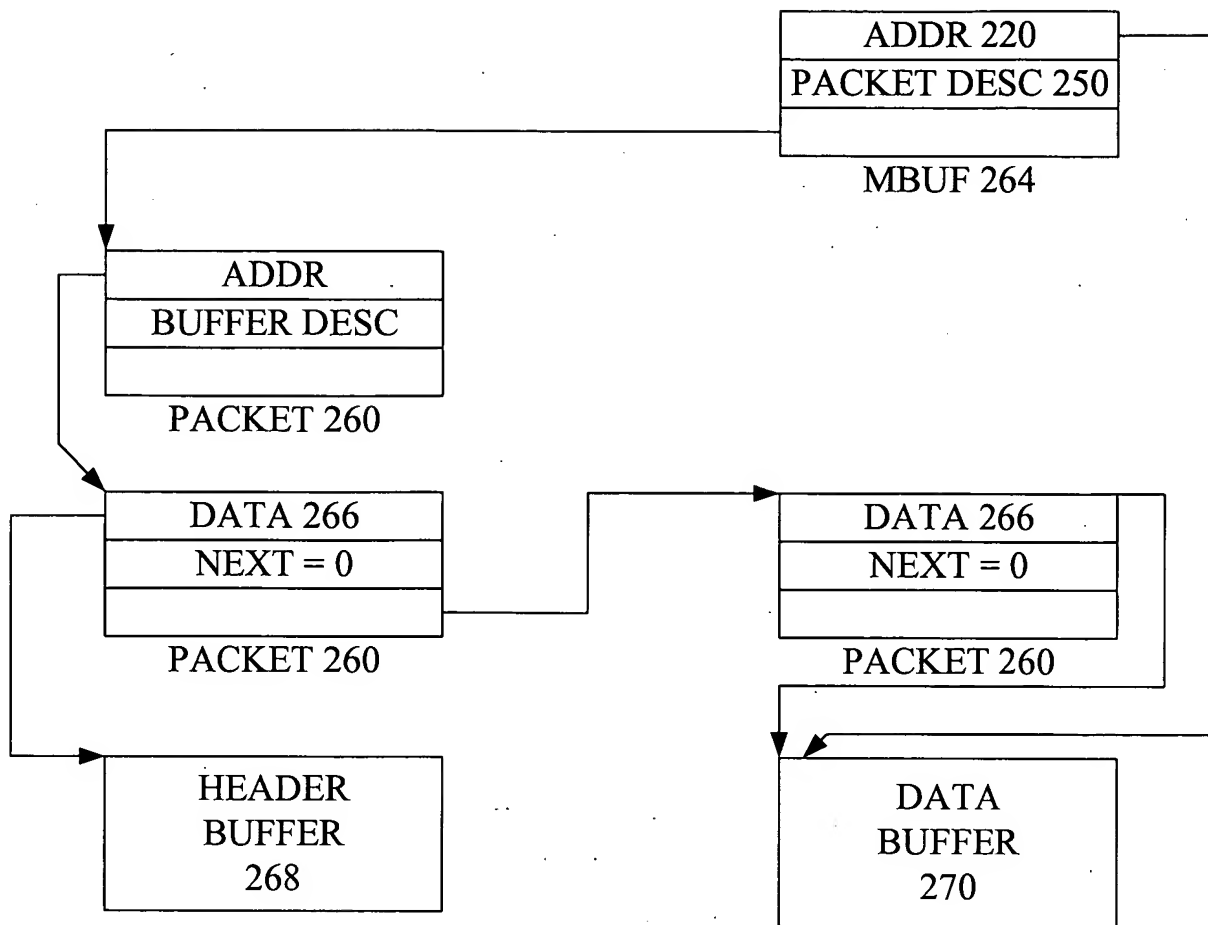 ADDR 220
PACKET DESC 250
MBUF 264
ADDR
BUFFER DESC
PACKET 260
DATA 266
NEXT = 0
PACKET 260
DATA 266
NEXT = 0
PACKET 260
HEADER
BUFFER
268
DATA
BUFFER
270